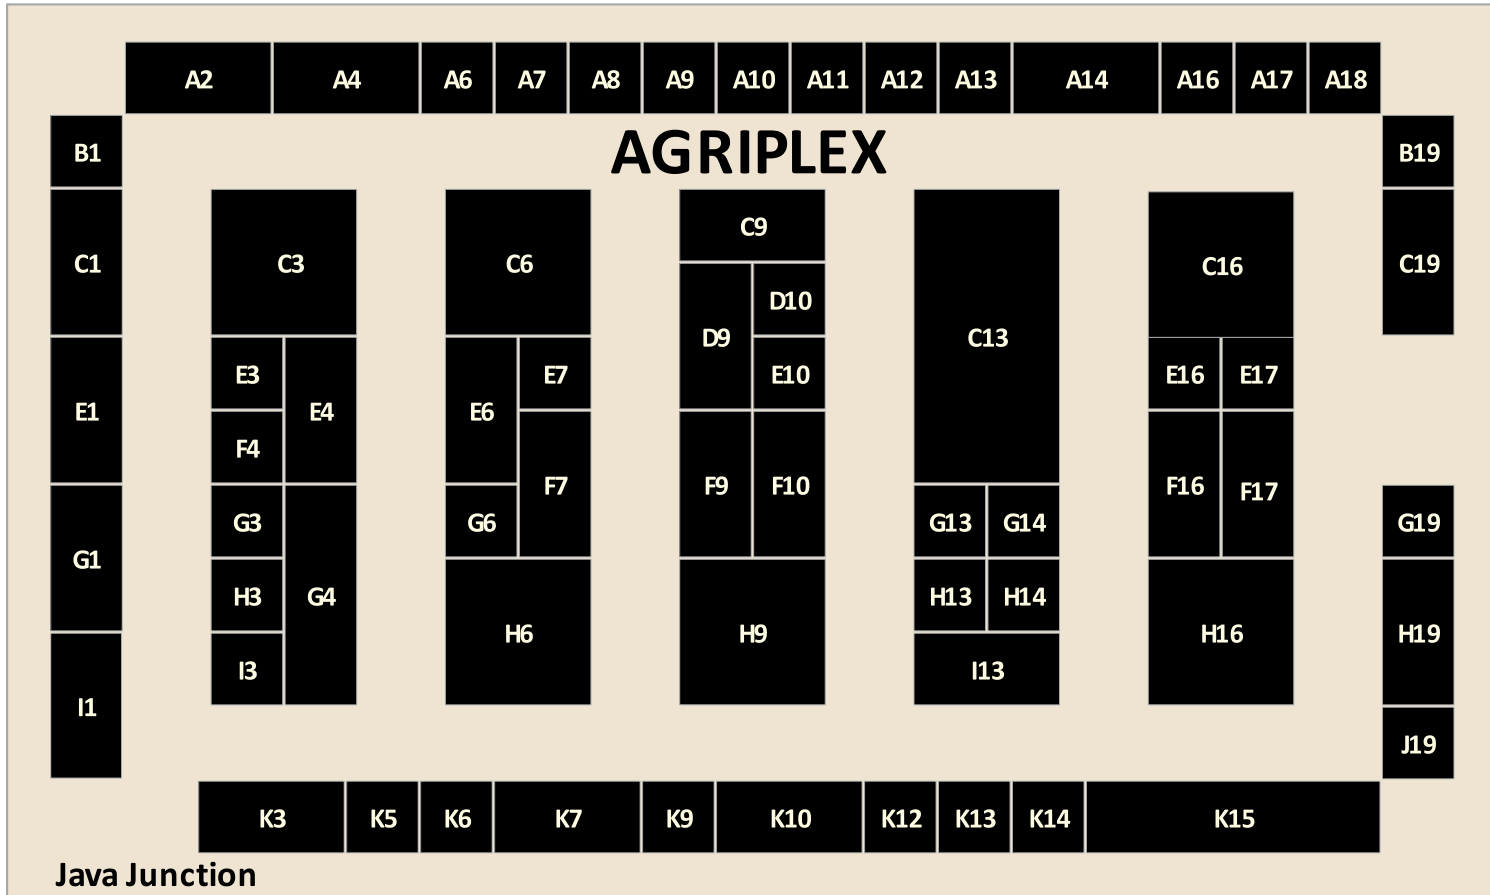 A2 A4 A6 A7 A8 A9 A10 A11 A12 A13 A14 A16 A17 A18
B1 AGRIPLEX B19
C9
C1 C3 C6 C16 C19
D10
D9 C13
E3 E7 E10 E16 E17
E1 E4 E6
F4
F7 F9 F10 F16 F17
G3 G6 G13 G14 G19
G1
H3 G4 H13 H14
H6 H9 H16 H19
I3 I13
I1
J19
K3 K5 K6 K7 K9 K10 K12 K13 K14 K15
Java Junction